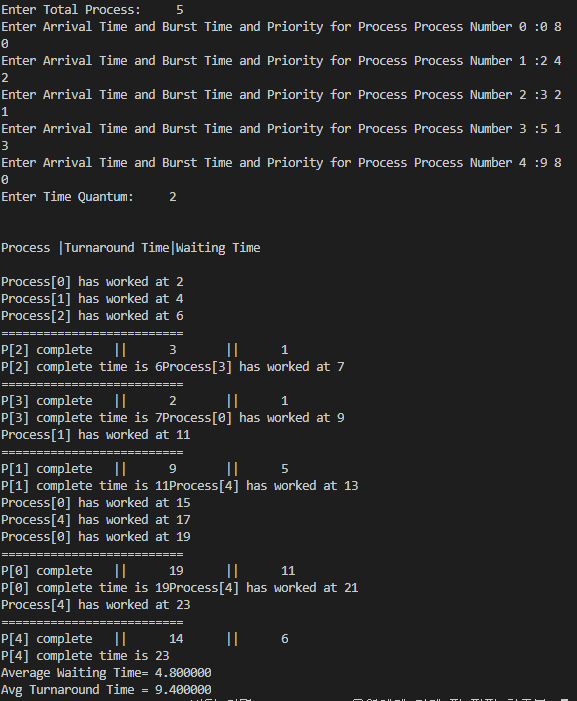 Enter Total Process:     5
Enter Arrival Time and Burst Time and Priority for Process Process Number 0 :0 8
0
Enter Arrival Time and Burst Time and Priority for Process Process Number 1 :2 4
2
Enter Arrival Time and Burst Time and Priority for Process Process Number 2 :3 2
1
Enter Arrival Time and Burst Time and Priority for Process Process Number 3 :5 1
3
Enter Arrival Time and Burst Time and Priority for Process Process Number 4 :9 8
0
Enter Time Quantum:     2
Process |Turnaround Time|Waiting Time
Process[0] has worked at 2
Process[1] has worked at 4
Process[2] has worked at 6
==========================
P[2] complete   ||      3       ||      1
P[2] complete time is 6Process[3] has worked at 7
==========================
P[3] complete   ||      2       ||      1
P[3] complete time is 7Process[0] has worked at 9
Process[1] has worked at 11
==========================
P[1] complete   ||      9       ||      5
P[1] complete time is 11Process[4] has worked at 13
Process[0] has worked at 15
Process[4] has worked at 17
Process[0] has worked at 19
==========================
P[0] complete   ||      19      ||      11
P[0] complete time is 19Process[4] has worked at 21
Process[4] has worked at 23
==========================
P[4] complete   ||      14      ||      6
P[4] complete time is 23
Average Waiting Time= 4.800000
Avg Turnaround Time = 9.400000